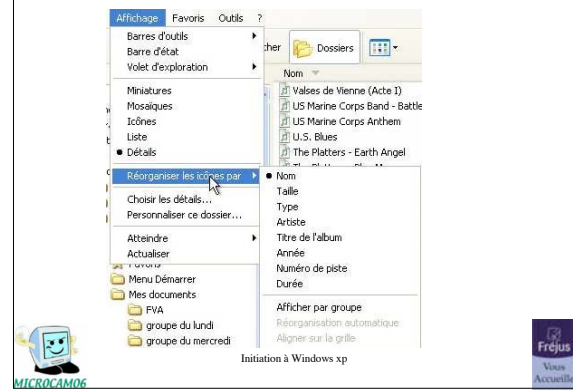 Affichage Favoris Outils ?
Barres d'outils
Barre d'état
Volet d'exploration
Miniatures
Mosaïques
Icônes
Liste
Détails
Réorganiser les icônes par
Choisir les détails...
Personnaliser ce dossier...
Atteindre
Actualiser
cher Dossiers
Nom
Valses de Vienne (Acte I)
US Marine Corps Band - Battle
US Marine Corps Anthem
U.S. Blues
The Platters - Earth Angel
Nom
Taille
Type
Artiste
Titre de l'album
Année
Numéro de piste
Durée
Afficher par groupe
Réorganisation automatique
Aligner sur la grille
Favoris
Menu Démarrer
Mes documents
FVA
groupe du lundi
groupe du mercredi
Initiation à Windows xp
MICROCAM06
Fréjus
Vous
Accueille